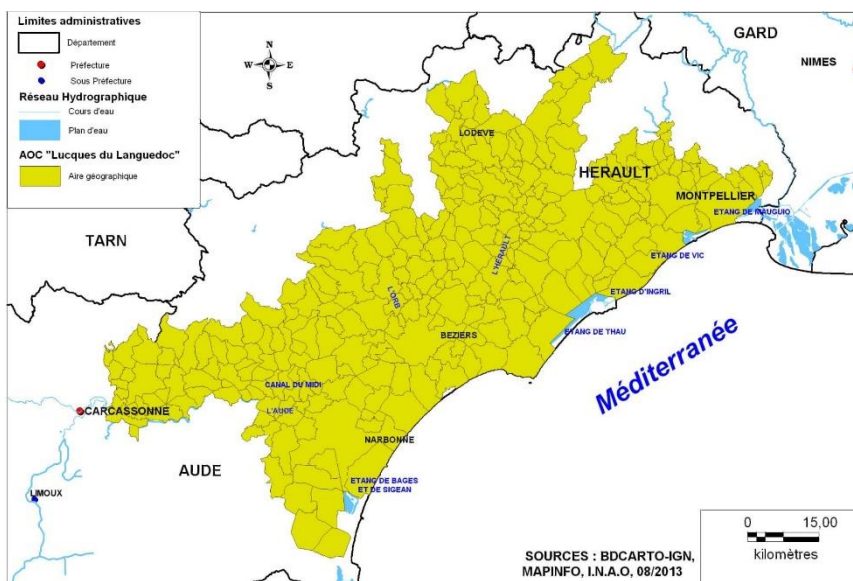 Limites administratives
Département
Préfecture
Sous Préfecture
Réseau Hydrographique
Cours d'eau
Plan d'eau
AOC "Lucques du Languedoc"
Aire géographique
N
W E
S
GARD
NIMES
LODEVE
HERAULT
MONTPELLIER
ETANG DE MAUGUIO
TARN
ETANG DE VIC
L'HERAULT
L'ORB
ETANG D'INGRIL
BEZIERS
ETANG DE THAU
Méditerranée
CANAL DU MIDI
CARCASSONNE
L'AUDE
NARBONNE
AUDE
ETANG DE BAGES
ET DE SIGEAN
LIMOUX
0 15,00
kilomètres
SOURCES : BDCARTO-IGN,
MAPINFO, I.N.A.O, 08/2013